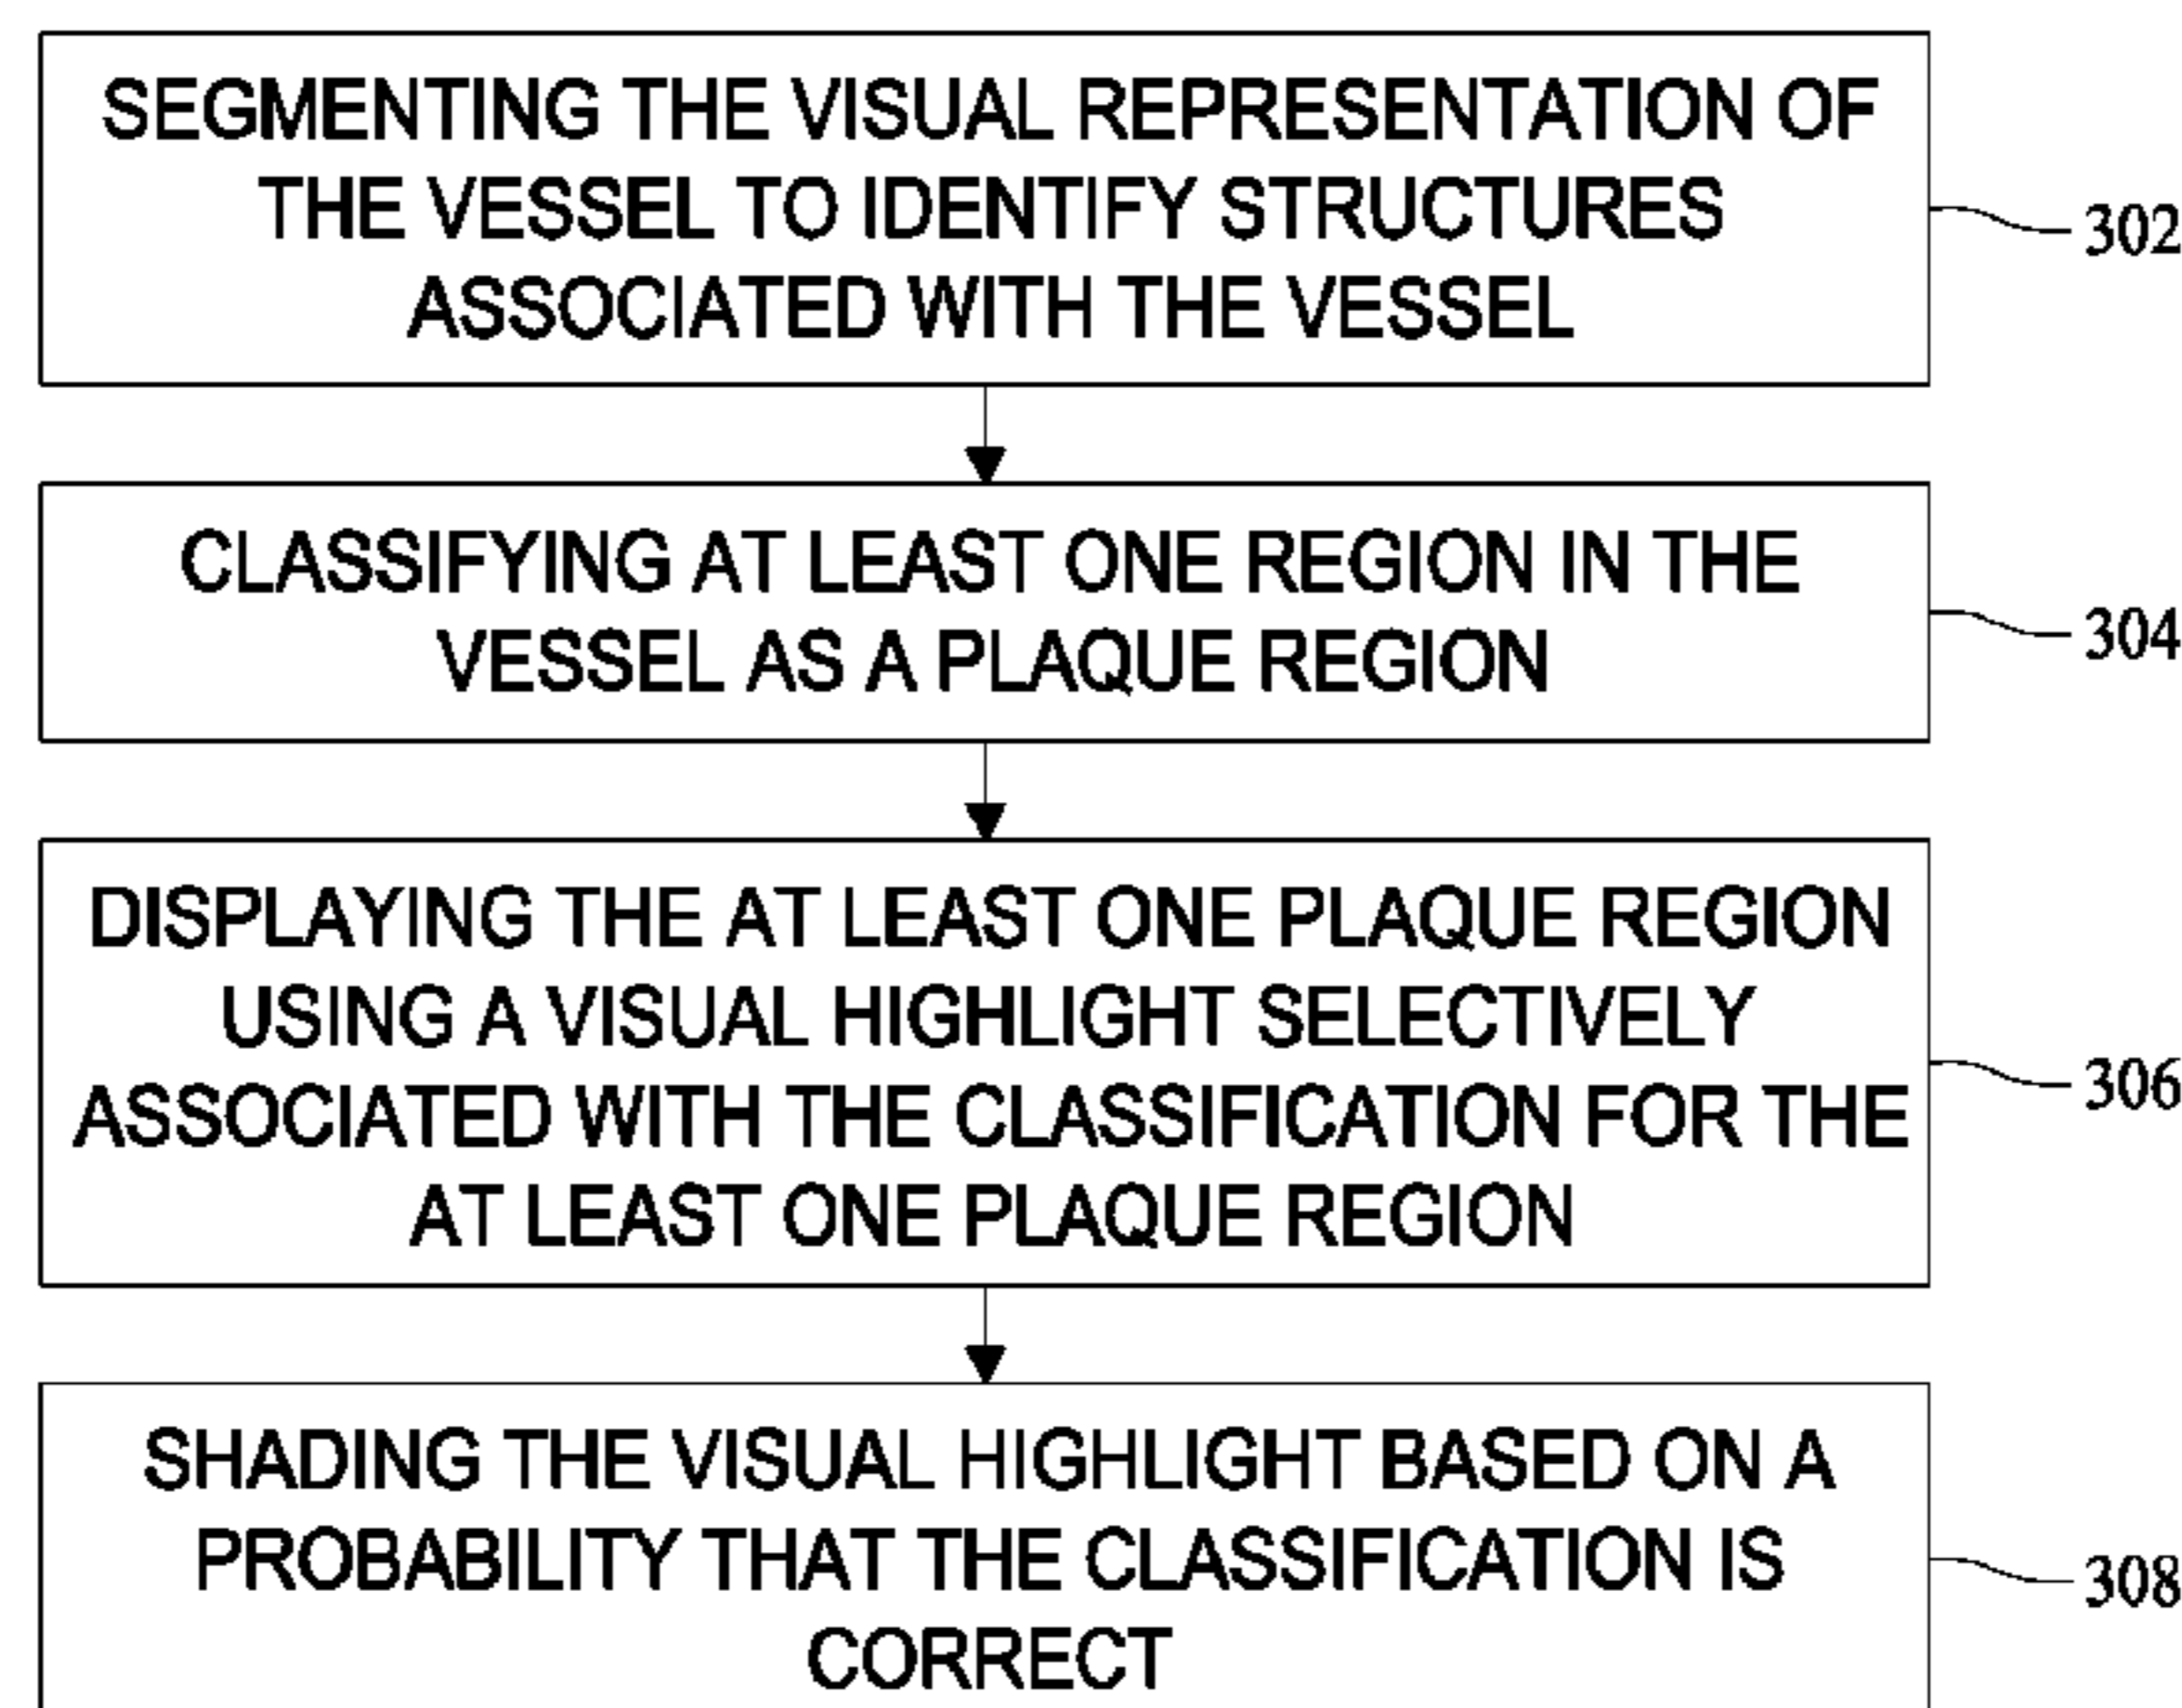 SEGMENTING THE VISUAL REPRESENTATION OF
THE VESSEL TO IDENTIFY STRUCTURES
ASSOCIATED WITH THE VESSEL
302
CLASSIFYING AT LEAST ONE REGION IN THE
VESSEL AS A PLAQUE REGION
304
DISPLAYING THE AT LEAST ONE PLAQUE REGION
USING A VISUAL HIGHLIGHT SELECTIVELY
ASSOCIATED WITH THE CLASSIFICATION FOR THE
AT LEAST ONE PLAQUE REGION
306
SHADING THE VISUAL HIGHLIGHT BASED ON A
PROBABILITY THAT THE CLASSIFICATION IS
CORRECT
308